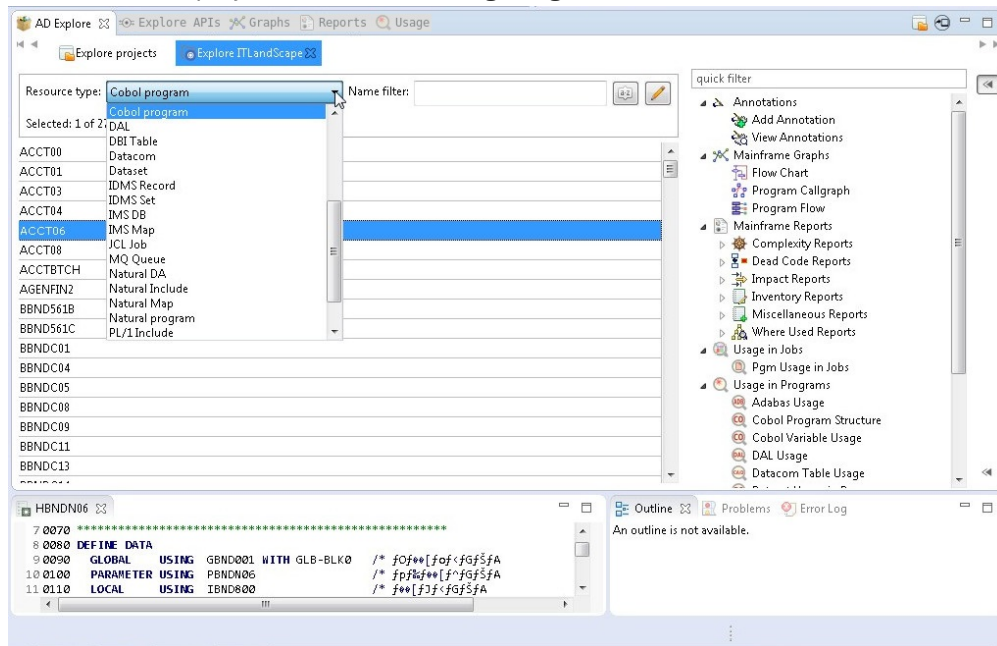 AD Explore Explore APIs Graphs Reports Usage
Explore projects Explore ITLandScape
Resource type: Cobol program Name filter:
Selected: 1 of 27
Cobol program
DAL
DBI Table
Datacom
Dataset
IDMS Record
IDMS Set
IMS DB
IMS Map
JCL Job
MQ Queue
Natural DA
Natural Include
Natural Map
Natural program
PL/1 Include
ACCT00
ACCT01
ACCT03
ACCT04
ACCT06
ACCT08
ACCTBTCH
AGENFIN2
BBND561B
BBND561C
BBNDC01
BBNDC04
BBNDC05
BBNDC08
BBNDC09
BBNDC11
BBNDC13
quick filter
Annotations
Add Annotation
View Annotations
Mainframe Graphs
Flow Chart
Program Callgraph
Program Flow
Mainframe Reports
Complexity Reports
Dead Code Reports
Impact Reports
Inventory Reports
Miscellaneous Reports
Where Used Reports
Usage in Jobs
Pgm Usage in Jobs
Usage in Programs
Adabas Usage
Cobol Program Structure
Cobol Variable Usage
DAL Usage
Datacom Table Usage
HBNDN06
7 0070 ******************************************************
8 0080 DEFINE DATA
9 0090 GLOBAL USING GBND001 WITH GLB-BLK0 /*
10 0100 PARAMETER USING PBNDN06 /*
11 0110 LOCAL USING IBND800 /*
Outline Problems Error Log
An outline is not available.